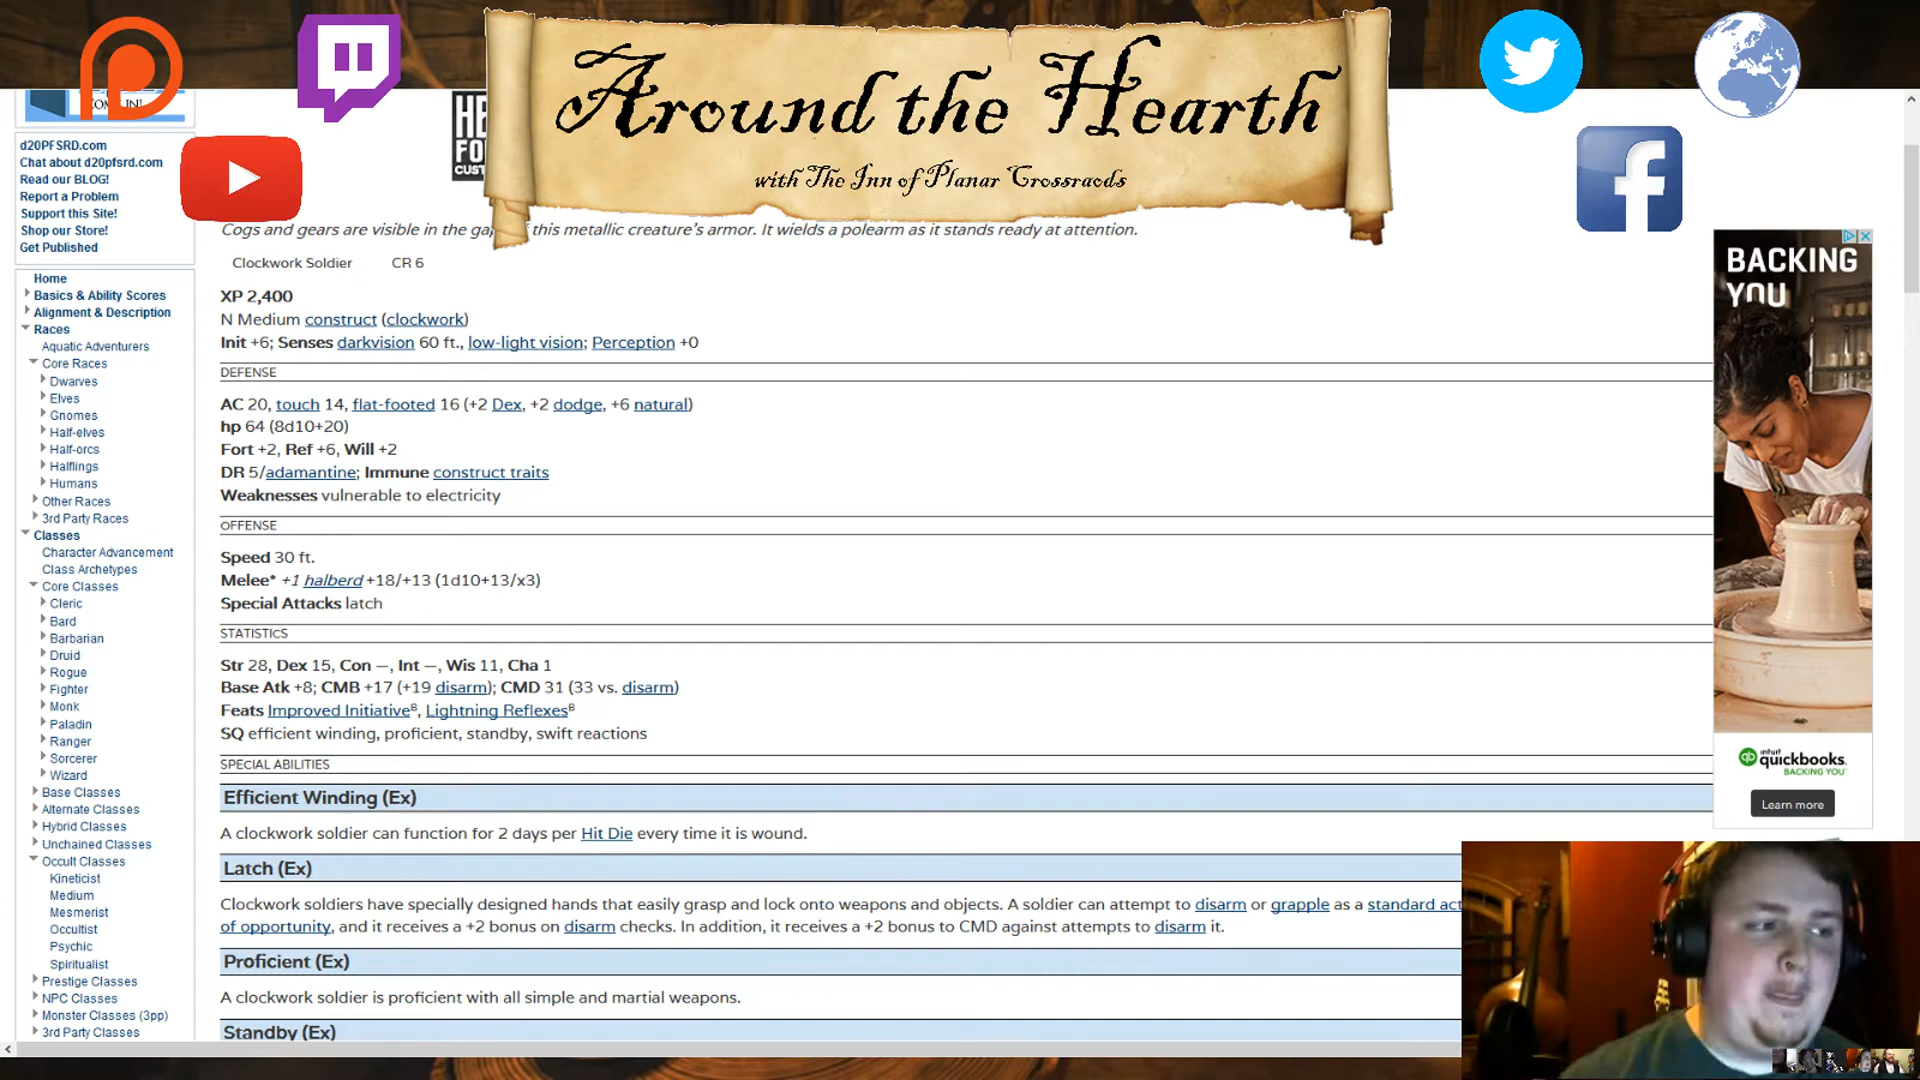 Around the Hearth
with The Inn of Planar Crossraods
COME IN!
HE
FO
CUST
d20PFSRD.com
Chat about d20pfsrd.com
Read our BLOG!
Report a Problem
Support this Site!
Shop our Store!
Get Published
Home
Basics & Ability Scores
Alignment & Description
Races
Aquatic Adventurers
Core Races
Dwarves
Elves
Gnomes
Half-elves
Half-orcs
Halflings
Humans
Other Races
3rd Party Races
Classes
Character Advancement
Class Archetypes
Core Classes
Cleric
Bard
Barbarian
Druid
Rogue
Fighter
Monk
Paladin
Ranger
Sorcerer
Wizard
Base Classes
Alternate Classes
Hybrid Classes
Unchained Classes
Occult Classes
Kineticist
Medium
Mesmerist
Occultist
Psychic
Spiritualist
Prestige Classes
NPC Classes
Monster Classes (3pp)
3rd Party Classes
Cogs and gears are visible in the gap this metallic creature's armor. It wields a polearm as it stands ready at attention.
Clockwork Soldier CR 6
XP 2,400
N Medium construct (clockwork)
Init +6; Senses darkvision 60 ft., low-light vision; Perception +0
DEFENSE
AC 20, touch 14, flat-footed 16 (+2 Dex, +2 dodge, +6 natural)
hp 64 (8d10+20)
Fort +2, Ref +6, Will +2
DR 5/adamantine; Immune construct traits
Weaknesses vulnerable to electricity
OFFENSE
Speed 30 ft.
Melee* +1 halberd +18/+13 (1d10+13/x3)
Special Attacks latch
STATISTICS
Str 28, Dex 15, Con —, Int —, Wis 11, Cha 1
Base Atk +8; CMB +17 (+19 disarm); CMD 31 (33 vs. disarm)
Feats Improved Initiativeᴮ, Lightning Reflexesᴮ
SQ efficient winding, proficient, standby, swift reactions
SPECIAL ABILITIES
Efficient Winding (Ex)
A clockwork soldier can function for 2 days per Hit Die every time it is wound.
Latch (Ex)
Clockwork soldiers have specially designed hands that easily grasp and lock onto weapons and objects. A soldier can attempt to disarm or grapple as a standard act
of opportunity, and it receives a +2 bonus on disarm checks. In addition, it receives a +2 bonus to CMD against attempts to disarm it.
Proficient (Ex)
A clockwork soldier is proficient with all simple and martial weapons.
Standby (Ex)
BACKING
YOU
intuit
quickbooks.
BACKING YOU
Learn more